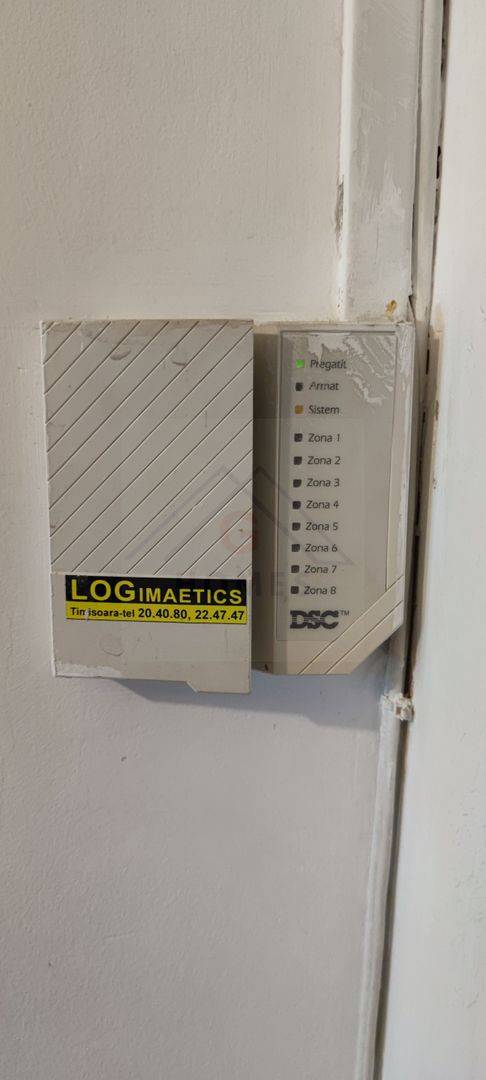 LOGIMAETICS
Timisoara-tel 20.40.80, 22.47.47
Pregatit
Armat
Sistem
Zona 1
Zona 2
Zona 3
Zona 4
Zona 5
Zona 6
Zona 7
Zona 8
DSC™